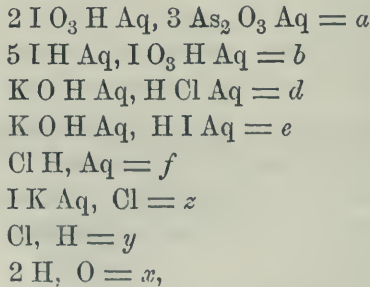 2 I O₃ H Aq, 3 As₂ O₃ Aq = a
5 I H Aq, I O₃ H Aq = b
K O H Aq, H Cl Aq = d
K O H Aq, H I Aq = e
Cl H, Aq = f
I K Aq, Cl = z
Cl, H = y
2 H, O = x,